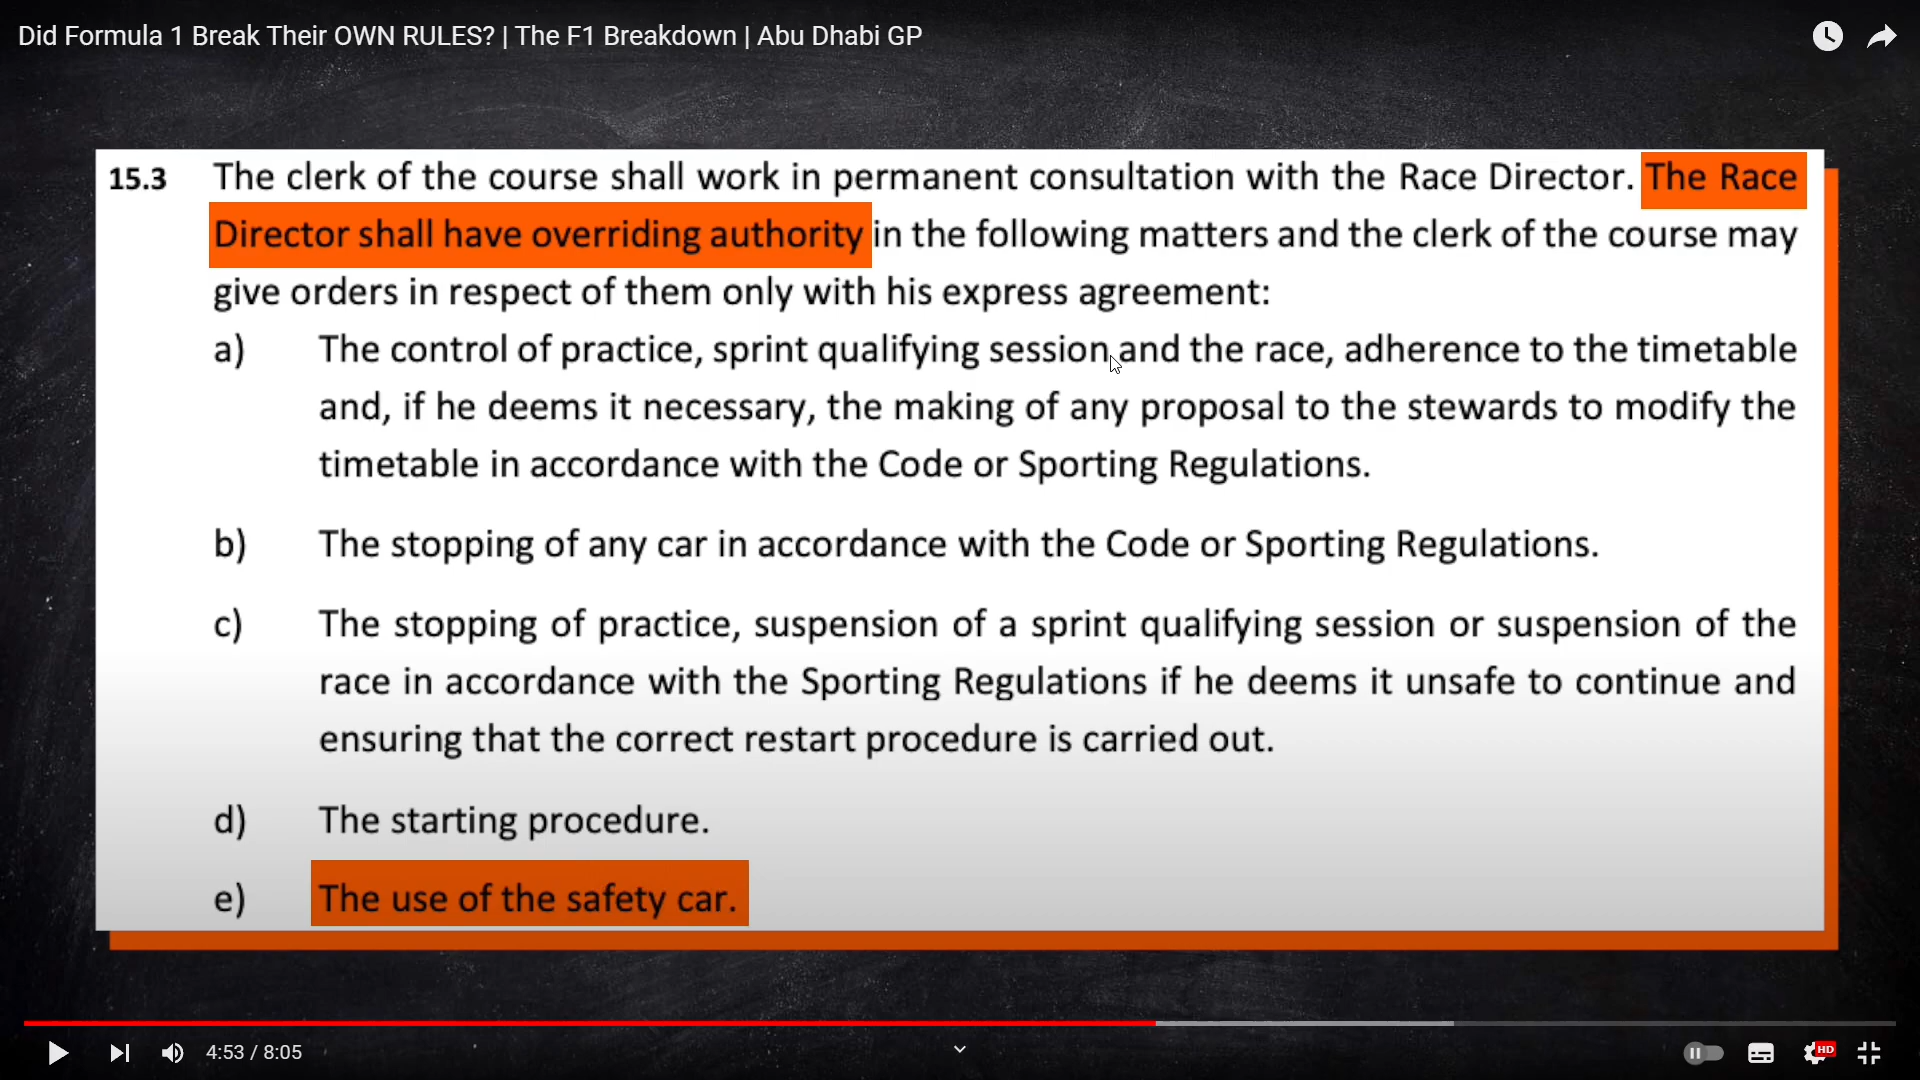 Did Formula 1 Break Their OWN RULES? | The F1 Breakdown | Abu Dhabi GP
15.3 The clerk of the course shall work in permanent consultation with the Race Director. The Race
Director shall have overriding authority in the following matters and the clerk of the course may
give orders in respect of them only with his express agreement:
a) The control of practice, sprint qualifying session and the race, adherence to the timetable
and, if he deems it necessary, the making of any proposal to the stewards to modify the
timetable in accordance with the Code or Sporting Regulations.
b) The stopping of any car in accordance with the Code or Sporting Regulations.
c) The stopping of practice, suspension of a sprint qualifying session or suspension of the
race in accordance with the Sporting Regulations if he deems it unsafe to continue and
ensuring that the correct restart procedure is carried out.
d) The starting procedure.
e) The use of the safety car.
4:53 / 8:05
HD